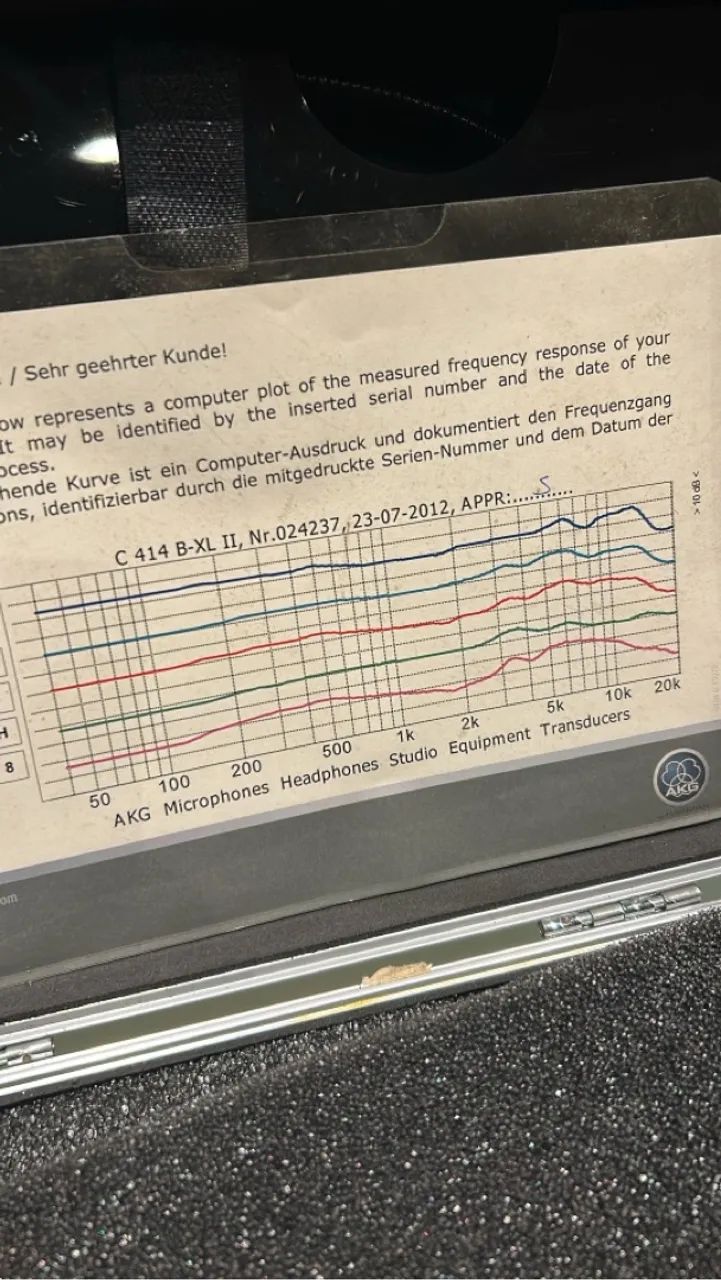 / Sehr geehrter Kunde!
ow represents a computer plot of the measured frequency response of your
It may be identified by the inserted serial number and the date of the
ocess.
hende Kurve ist ein Computer-Ausdruck und dokumentiert den Frequenzgang
ons, identifizierbar durch die mitgedruckte Serien-Nummer und dem Datum der
C 414 B-XL II, Nr.024237, 23-07-2012, APPR:...S.......
> 10 dB <
H
8
50 100 200 500 1k 2k 5k 10k 20k
AKG Microphones Headphones Studio Equipment Transducers
AKG
om